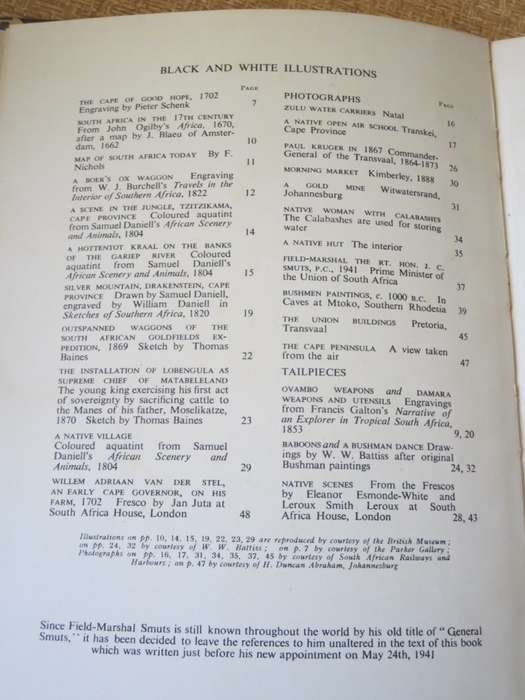 BLACK AND WHITE ILLUSTRATIONS
PAGE
THE CAPE OF GOOD HOPE, 1702
Engraving by Pieter Schenk 7
SOUTH AFRICA IN THE 17TH CENTURY
From John Ogilby's Africa, 1670,
after a map by J. Blaeu of Amster-
dam, 1662 10
MAP OF SOUTH AFRICA TODAY By F.
Nichols 11
A BOER'S OX WAGGON Engraving
from W. J. Burchell's Travels in the
Interior of Southern Africa, 1822 12
A SCENE IN THE JUNGLE, TZITZIKAMA,
CAPE PROVINCE Coloured aquatint
from Samuel Daniell's African Scenery
and Animals, 1804 14
A HOTTENTOT KRAAL ON THE BANKS
OF THE GARIEP RIVER Coloured
aquatint from Samuel Daniell's
African Scenery and Animals, 1804 15
SILVER MOUNTAIN, DRAKENSTEIN, CAPE
PROVINCE Drawn by Samuel Daniell,
engraved by William Daniell in
Sketches of Southern Africa, 1820 19
OUTSPANNED WAGGONS OF THE
SOUTH AFRICAN GOLDFIELDS EX-
PEDITION, 1869 Sketch by Thomas
Baines 22
THE INSTALLATION OF LOBENGULA AS
SUPREME CHIEF OF MATABELELAND
The young king exercising his first act
of sovereignty by sacrificing cattle to
the Manes of his father, Moselikatze,
1870 Sketch by Thomas Baines 23
A NATIVE VILLAGE
Coloured aquatint from Samuel
Daniell's African Scenery and
Animals, 1804 29
WILLEM ADRIAAN VAN DER STEL,
AN EARLY CAPE GOVERNOR, ON HIS
FARM, 1702 Fresco by Jan Juta at
South Africa House, London 48
PHOTOGRAPHS
PAGE
ZULU WATER CARRIERS Natal 16
A NATIVE OPEN AIR SCHOOL Transkei,
Cape Province 17
PAUL KRUGER IN 1867 Commander-
General of the Transvaal, 1864-1873 26
MORNING MARKET Kimberley, 1888 30
A GOLD MINE Witwatersrand,
Johannesburg 31
NATIVE WOMAN WITH CALABASHES
The Calabashes are used for storing
water 34
A NATIVE HUT The interior 35
FIELD-MARSHAL THE RT. HON. J. C.
SMUTS, P.C., 1941 Prime Minister of
the Union of South Africa 37
BUSHMEN PAINTINGS, c. 1000 B.C. In
Caves at Mtoko, Southern Rhodesia 39
THE UNION BUILDINGS Pretoria,
Transvaal 45
THE CAPE PENINSULA A view taken
from the air 47
TAILPIECES
OVAMBO WEAPONS and DAMARA
WEAPONS AND UTENSILS Engravings
from Francis Galton's Narrative of
an Explorer in Tropical South Africa,
1853 9, 20
BABOONS and A BUSHMAN DANCE Draw-
ings by W. W. Battiss after original
Bushman paintings 24, 32
NATIVE SCENES From the Frescos
by Eleanor Esmonde-White and
Leroux Smith Leroux at South
Africa House, London 28, 43
Illustrations on pp. 10, 14, 15, 19, 22, 23, 29 are reproduced by courtesy of the British Museum;
on pp. 24, 32 by courtesy of W. W. Battiss; on p. 7 by courtesy of the Parker Gallery;
Photographs on pp. 16, 17, 31, 34, 35, 37, 45 by courtesy of South African Railways and
Harbours; on p. 47 by courtesy of H. Duncan Abraham, Johannesburg
Since Field-Marshal Smuts is still known throughout the world by his old title of "General
Smuts," it has been decided to leave the references to him unaltered in the text of this book
which was written just before his new appointment on May 24th, 1941